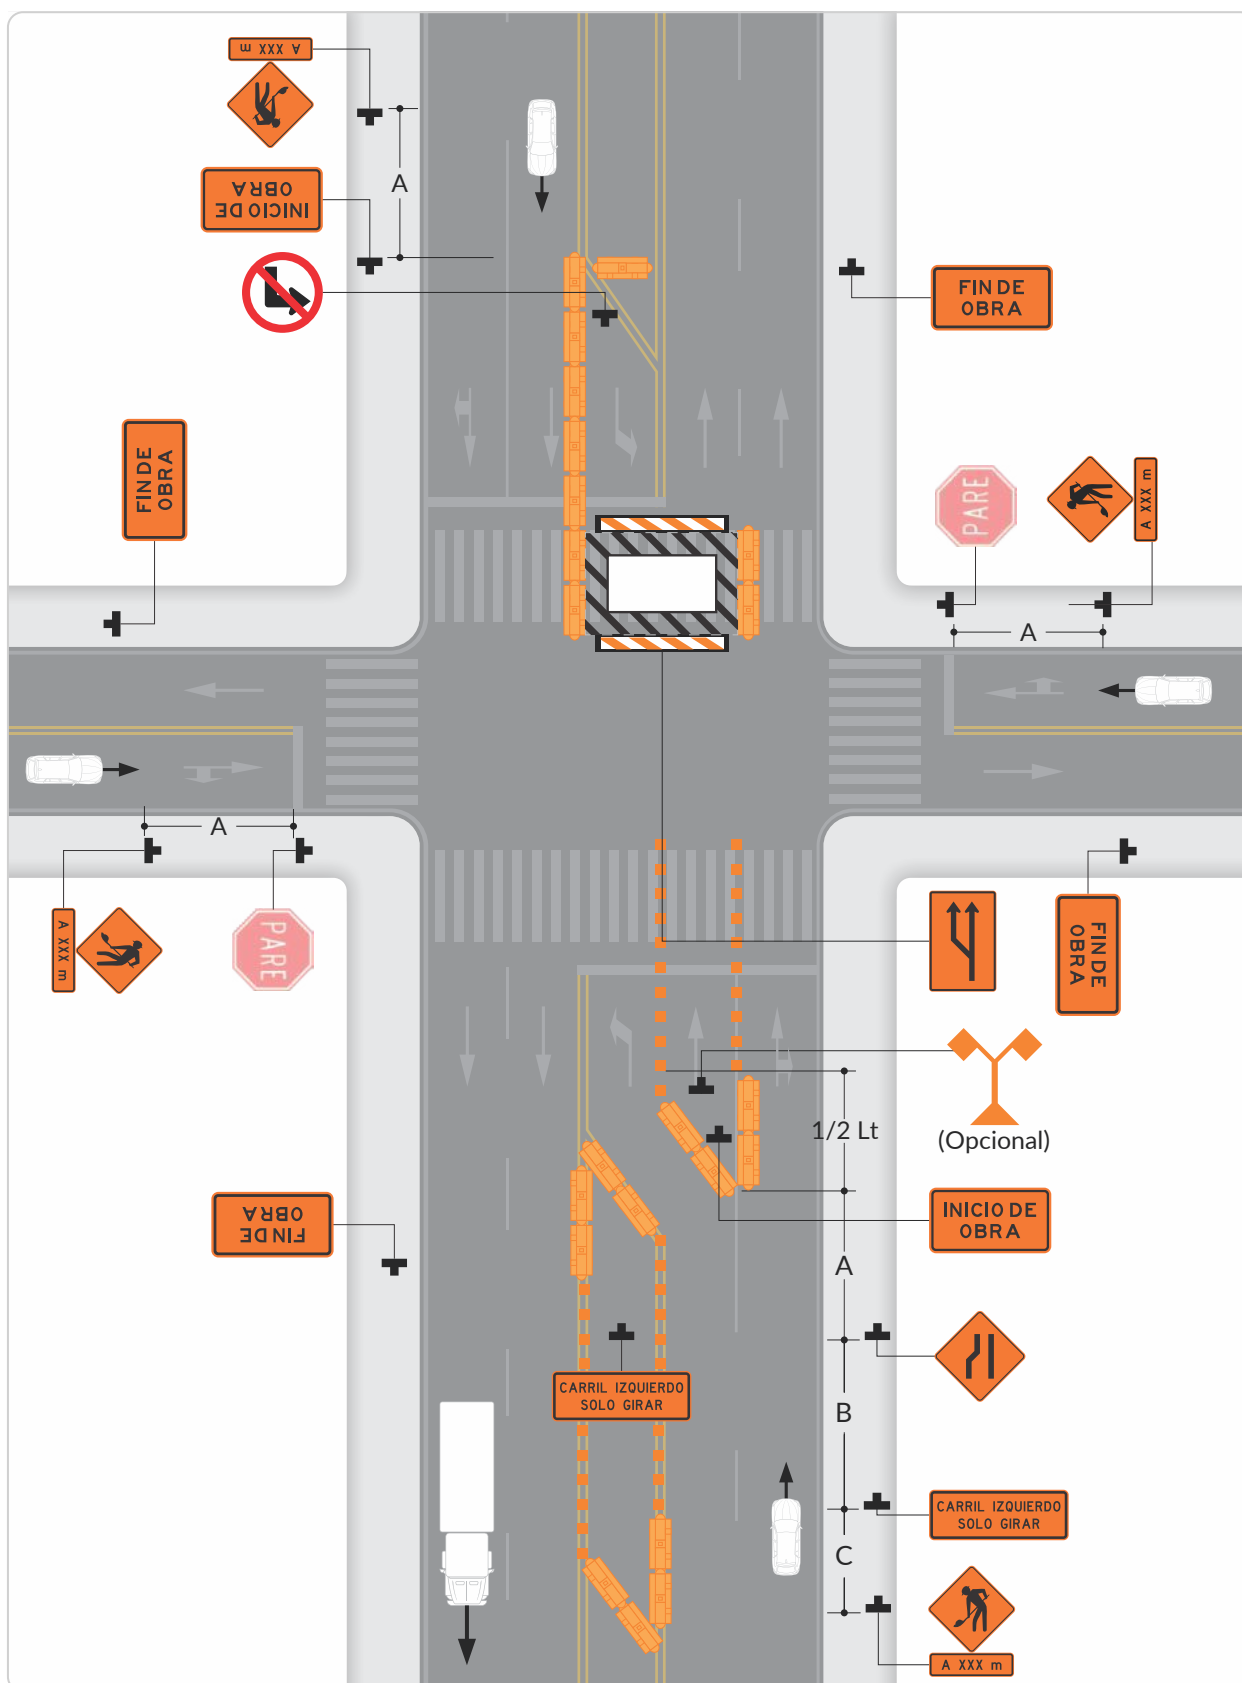 A XXX m
INICIO DE
OBRA
A
FIN DE
OBRA
FIN DE
OBRA
PARE
A XXX m
A
A
A XXX m
PARE
FIN DE
OBRA
1/2 Lt
(Opcional)
FIN DE
OBRA
INICIO DE
OBRA
A
CARRIL IZQUIERDO
SOLO GIRAR
B
CARRIL IZQUIERDO
SOLO GIRAR
C
A XXX m